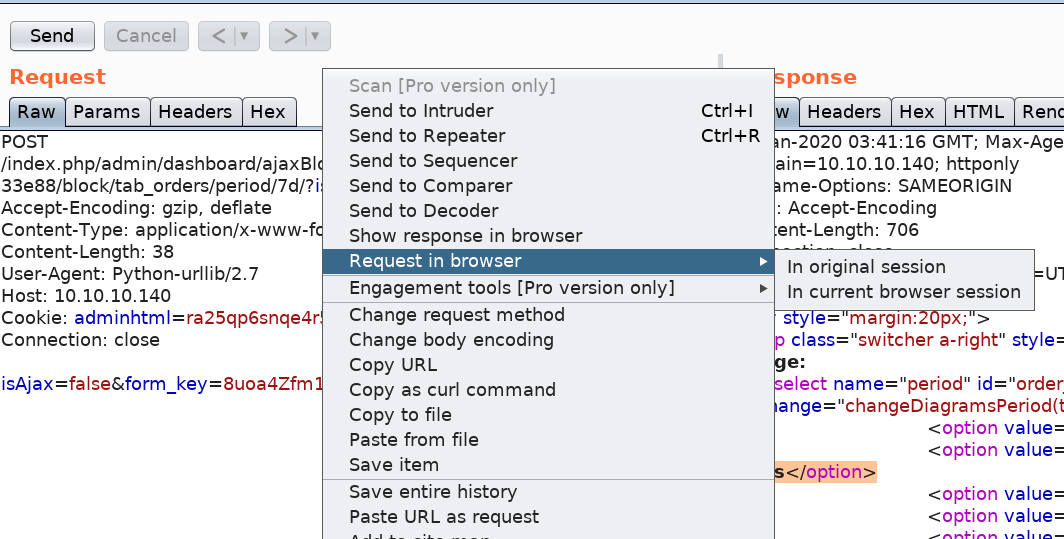 Send Cancel < >
Request
Raw Params Headers Hex
POST
/index.php/admin/dashboard/ajaxBlo
33e88/block/tab_orders/period/7d/?is
Accept-Encoding: gzip, deflate
Content-Type: application/x-www-fo
Content-Length: 38
User-Agent: Python-urllib/2.7
Host: 10.10.10.140
Cookie: adminhtml=ra25qp6snqe4r5
Connection: close
isAjax=false&form_key=8uoa4Zfm1
Scan [Pro version only]
Send to Intruder Ctrl+I
Send to Repeater Ctrl+R
Send to Sequencer
Send to Comparer
Send to Decoder
Show response in browser
Request in browser
Engagement tools [Pro version only]
Change request method
Change body encoding
Copy URL
Copy as curl command
Copy to file
Paste from file
Save item
Save entire history
Paste URL as request
Add to site map
In original session
In current browser session
sponse
w Headers Hex HTML Rend
an-2020 03:41:16 GMT; Max-Age
ain=10.10.10.140; httponly
ame-Options: SAMEORIGIN
: Accept-Encoding
tent-Length: 706
=UT
style="margin:20px;">
p class="switcher a-right" style=
ge:
select name="period" id="order
hange="changeDiagramsPeriod(t
<option value=
<option value=
s</option>
<option value=
<option value=
<option value=